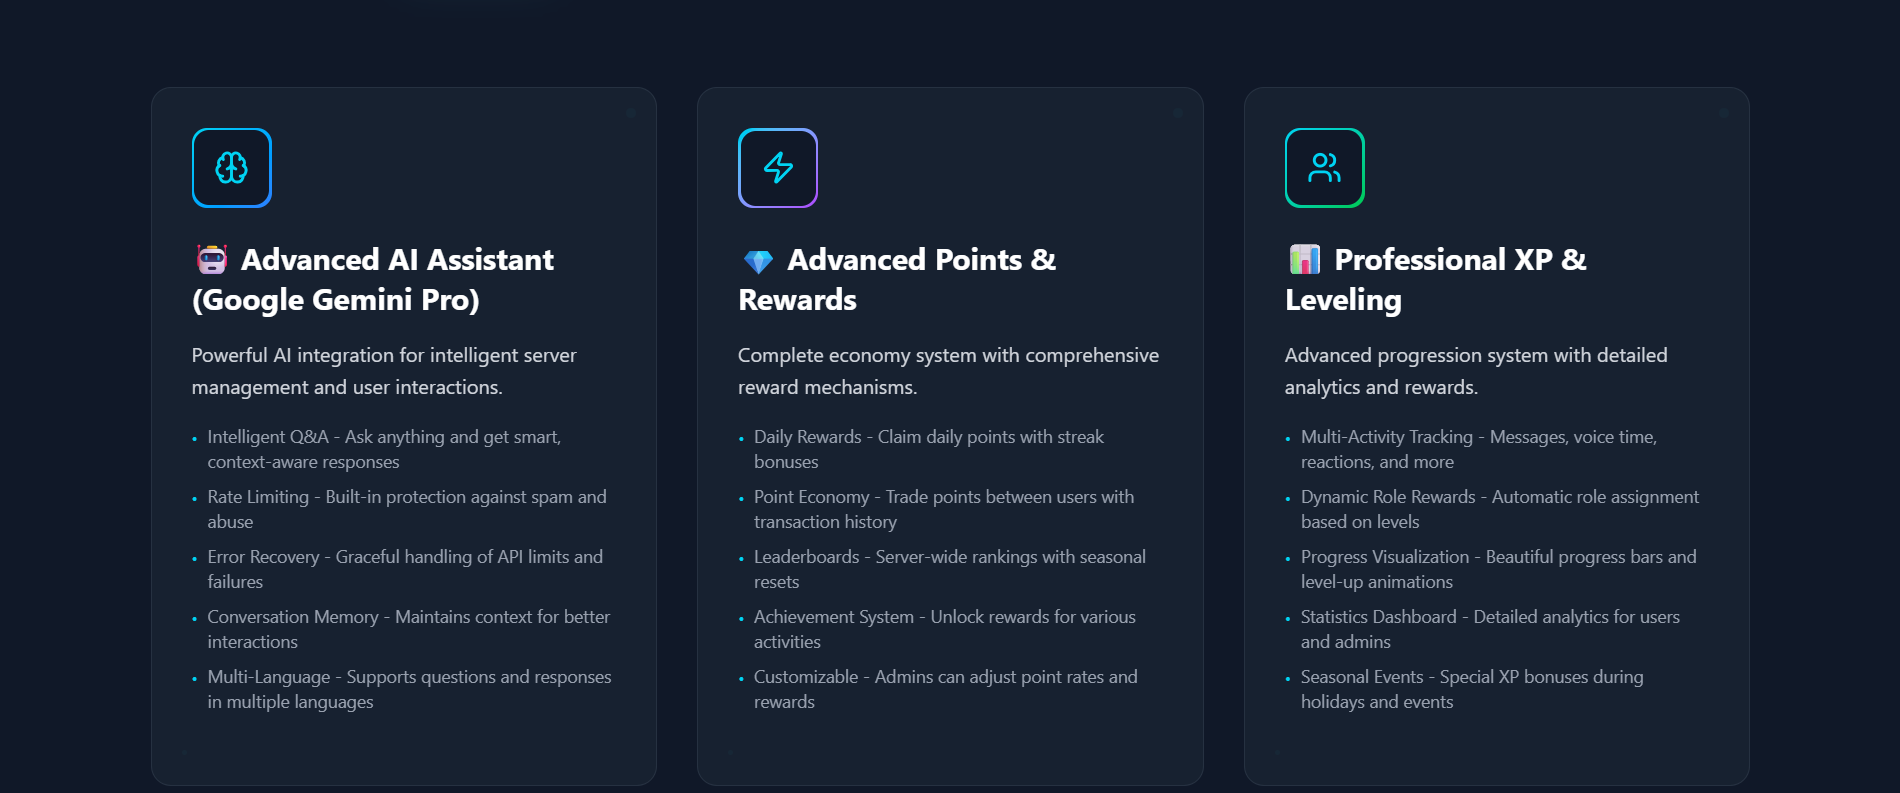 Advanced AI Assistant
(Google Gemini Pro)
Powerful AI integration for intelligent server
management and user interactions.
• Intelligent Q&A - Ask anything and get smart,
context-aware responses
• Rate Limiting - Built-in protection against spam and
abuse
• Error Recovery - Graceful handling of API limits and
failures
• Conversation Memory - Maintains context for better
interactions
• Multi-Language - Supports questions and responses
in multiple languages
Advanced Points &
Rewards
Complete economy system with comprehensive
reward mechanisms.
• Daily Rewards - Claim daily points with streak
bonuses
• Point Economy - Trade points between users with
transaction history
• Leaderboards - Server-wide rankings with seasonal
resets
• Achievement System - Unlock rewards for various
activities
• Customizable - Admins can adjust point rates and
rewards
Professional XP &
Leveling
Advanced progression system with detailed
analytics and rewards.
• Multi-Activity Tracking - Messages, voice time,
reactions, and more
• Dynamic Role Rewards - Automatic role assignment
based on levels
• Progress Visualization - Beautiful progress bars and
level-up animations
• Statistics Dashboard - Detailed analytics for users
and admins
• Seasonal Events - Special XP bonuses during
holidays and events